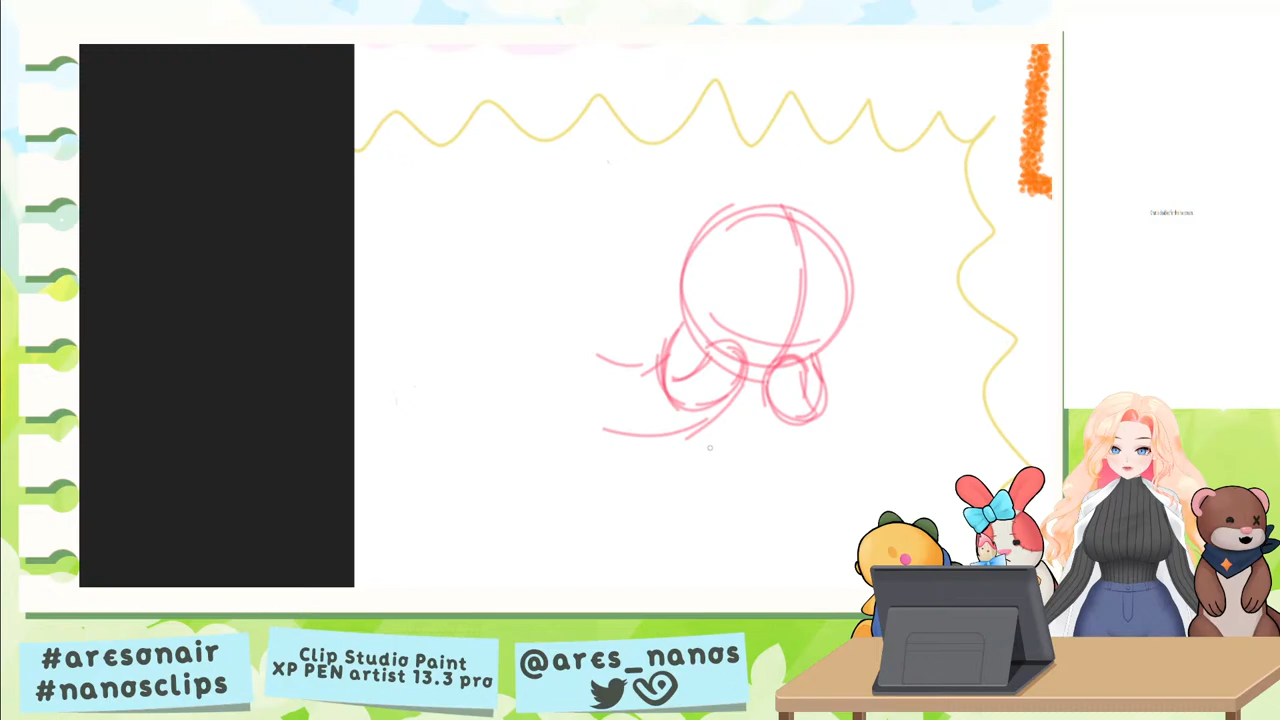 #aresonair
#nanosclips
Clip Studio Paint
XP PEN artist 13.3 pro
@ares_nanos